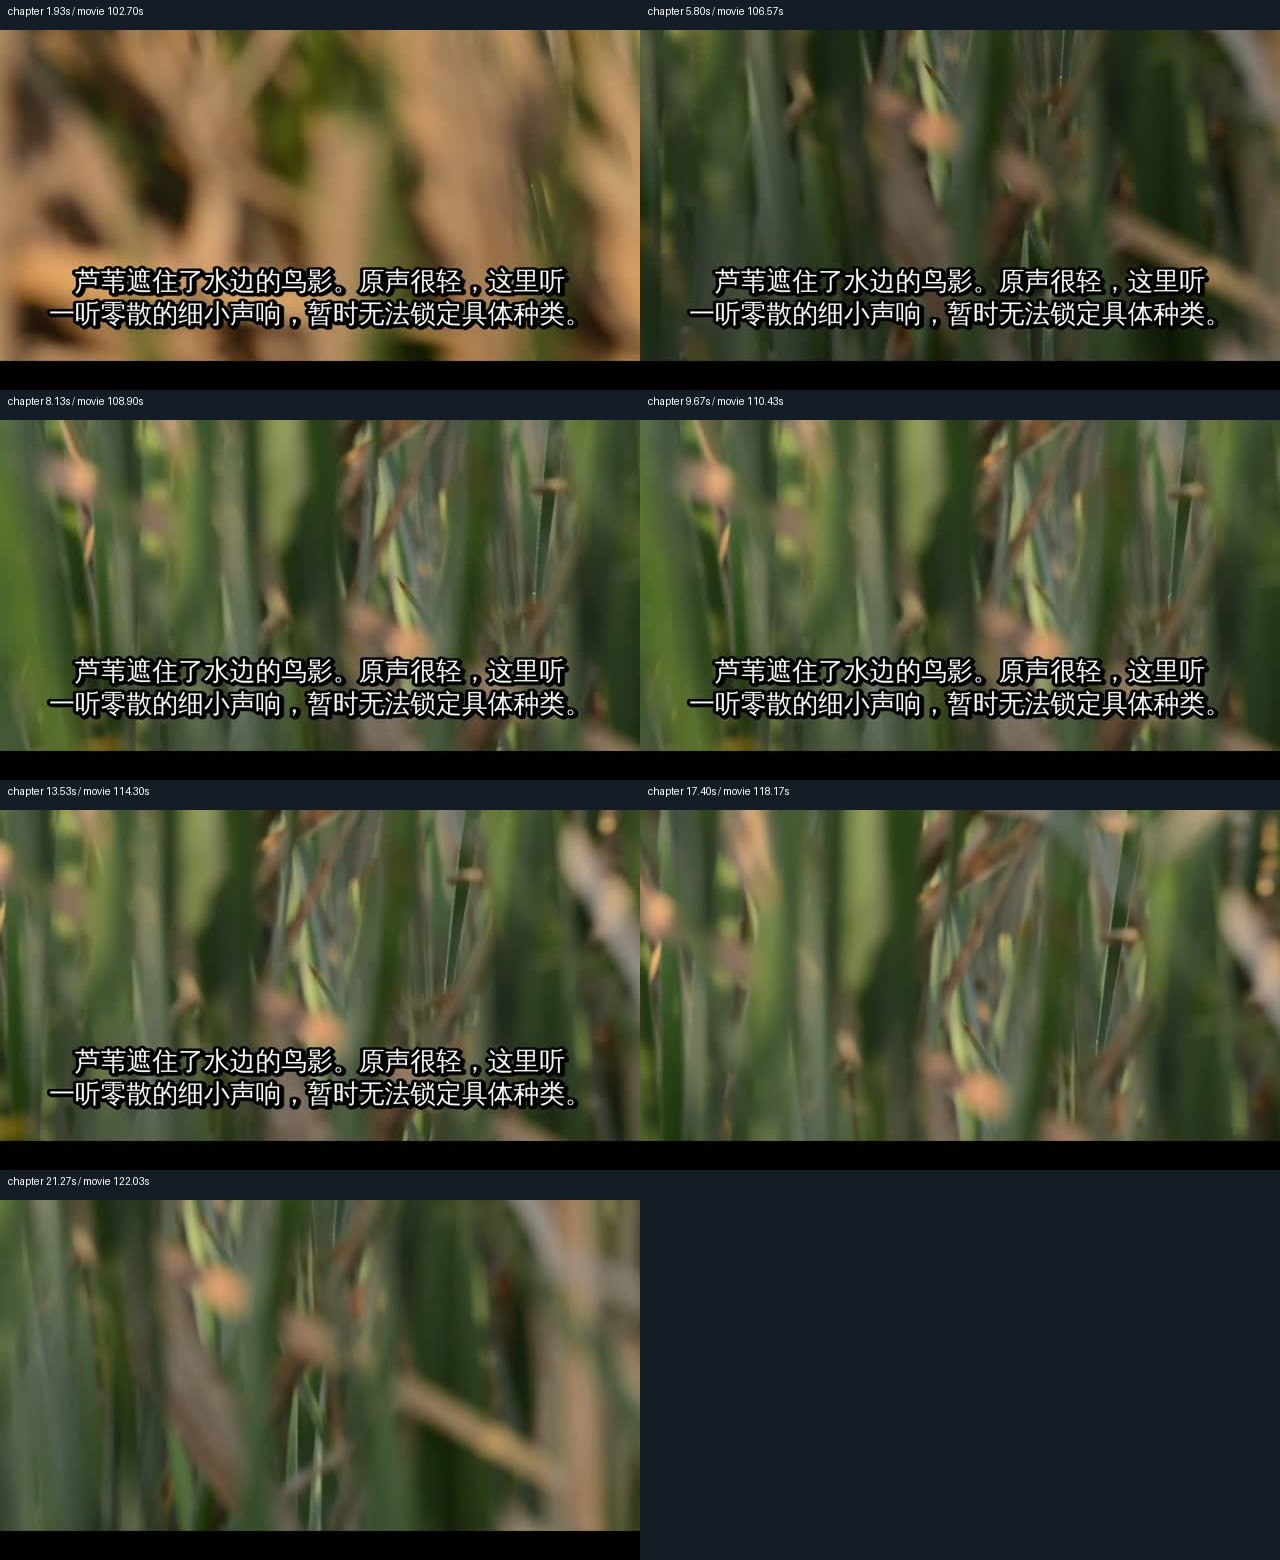 chapter 1.93s / movie 102.70s
芦苇遮住了水边的鸟影。原声很轻，这里听
一听零散的细小声响，暂时无法锁定具体种类。
chapter 5.80s / movie 106.57s
芦苇遮住了水边的鸟影。原声很轻，这里听
一听零散的细小声响，暂时无法锁定具体种类。
chapter 8.13s / movie 108.90s
芦苇遮住了水边的鸟影。原声很轻，这里听
一听零散的细小声响，暂时无法锁定具体种类。
chapter 9.67s / movie 110.43s
芦苇遮住了水边的鸟影。原声很轻，这里听
一听零散的细小声响，暂时无法锁定具体种类。
chapter 13.53s / movie 114.30s
芦苇遮住了水边的鸟影。原声很轻，这里听
一听零散的细小声响，暂时无法锁定具体种类。
chapter 17.40s / movie 118.17s
chapter 21.27s / movie 122.03s